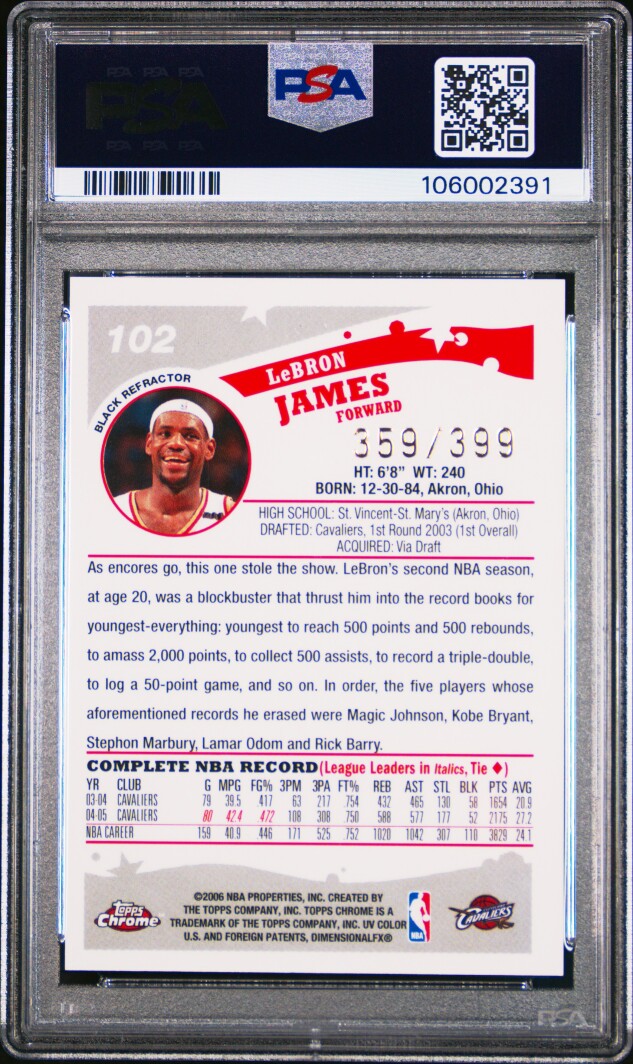 PSA PSA PSA
PSA
PSA PSA PSA
PSA
106002391
102
BLACK REFRACTOR
LeBRON
JAMES
FORWARD
359/399
HT: 6'8" WT: 240
BORN: 12-30-84, Akron, Ohio
HIGH SCHOOL: St. Vincent-St. Mary's (Akron, Ohio)
DRAFTED: Cavaliers, 1st Round 2003 (1st Overall)
ACQUIRED: Via Draft
As encores go, this one stole the show. LeBron's second NBA season,
at age 20, was a blockbuster that thrust him into the record books for
youngest-everything: youngest to reach 500 points and 500 rebounds,
to amass 2,000 points, to collect 500 assists, to record a triple-double,
to log a 50-point game, and so on. In order, the five players whose
aforementioned records he erased were Magic Johnson, Kobe Bryant,
Stephon Marbury, Lamar Odom and Rick Barry.
COMPLETE NBA RECORD (League Leaders in Italics, Tie ♦)
YR CLUB G MPG FG% 3PM 3PA FT% REB AST STL BLK PTS AVG
03-04 CAVALIERS 79 39.5 .417 63 217 .754 432 465 130 58 1654 20.9
04-05 CAVALIERS 80 42.4 .472 108 308 .750 588 577 177 52 2175 27.2
NBA CAREER 159 40.9 .446 171 525 .752 1020 1042 307 110 3829 24.1
Topps
Chrome
©2006 NBA PROPERTIES, INC. CREATED BY
THE TOPPS COMPANY, INC. TOPPS CHROME IS A
TRADEMARK OF THE TOPPS COMPANY, INC. UV COLOR
U.S. AND FOREIGN PATENTS, DIMENSIONALFX®
NBA
CAVALIERS
PSA